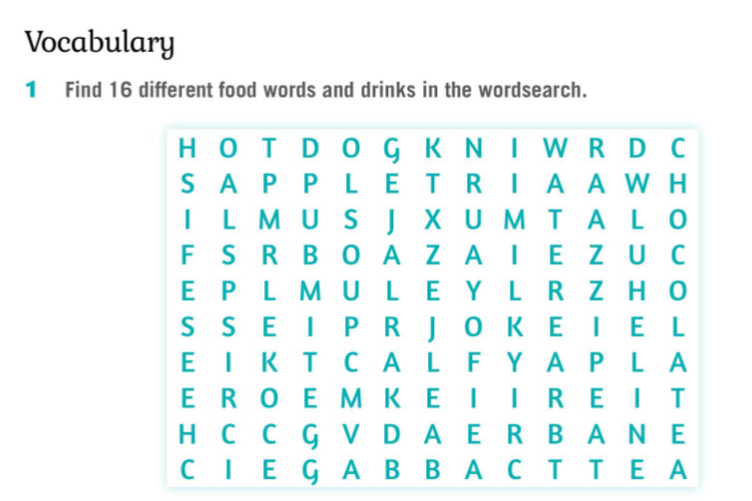 Vocabulary
1 Find 16 different food words and drinks in the wordsearch.
H O T D O G K N I W R D C
S A P P L E T R I A A W H
I L M U S J X U M T A L O
F S R B O A Z A I E Z U C
E P L M U L E Y L R Z H O
S S E I P R J O K E I E L
E I K T C A L F Y A P L A
E R O E M K E I I R E I T
H C C G V D A E R B A N E
C I E G A B B A C T T E A